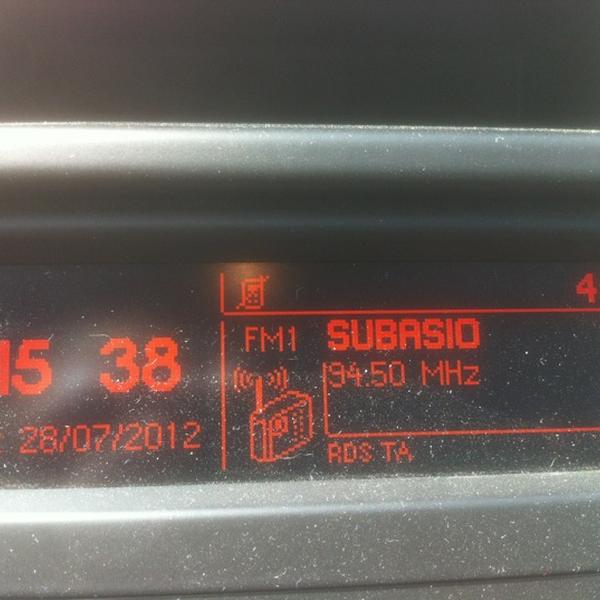 15 38
28/07/2012
4
FM1 SUBASIO
94.50 MHz
RDS TA